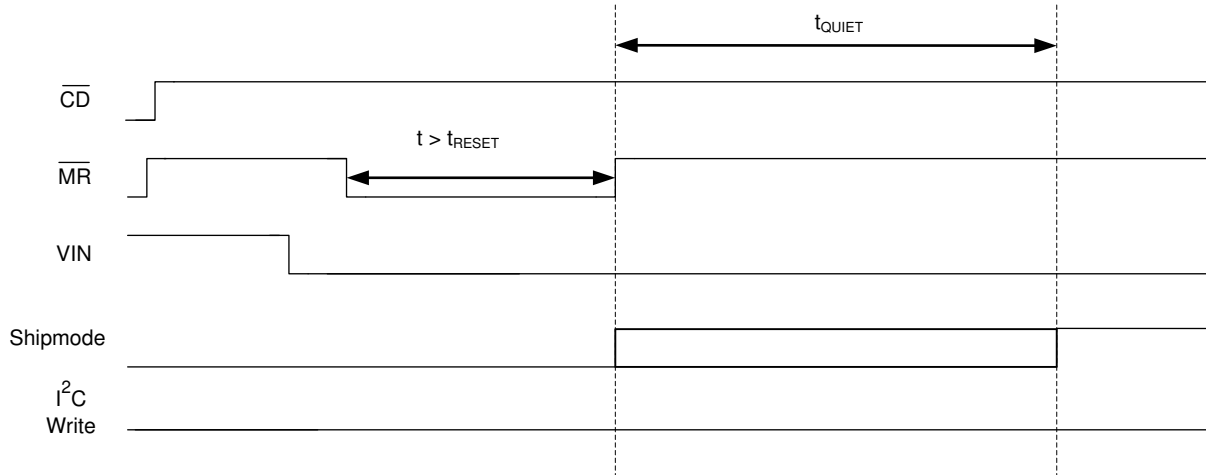 tQUIET
CD
t > tRESET
MR
VIN
Shipmode
I²C
Write